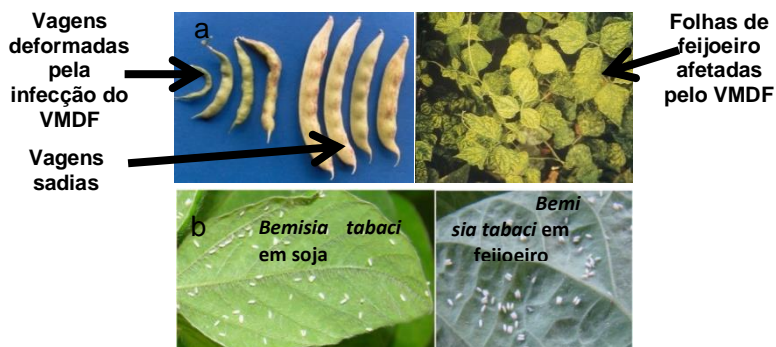 Vagens
deformadas
pela
infecção do
VMDF
Vagens
sadias
a
Folhas de
feijoeiro
afetadas
pelo VMDF
b
Bemisia tabaci
em soja
Bemi
sia tabaci em
feijoeiro